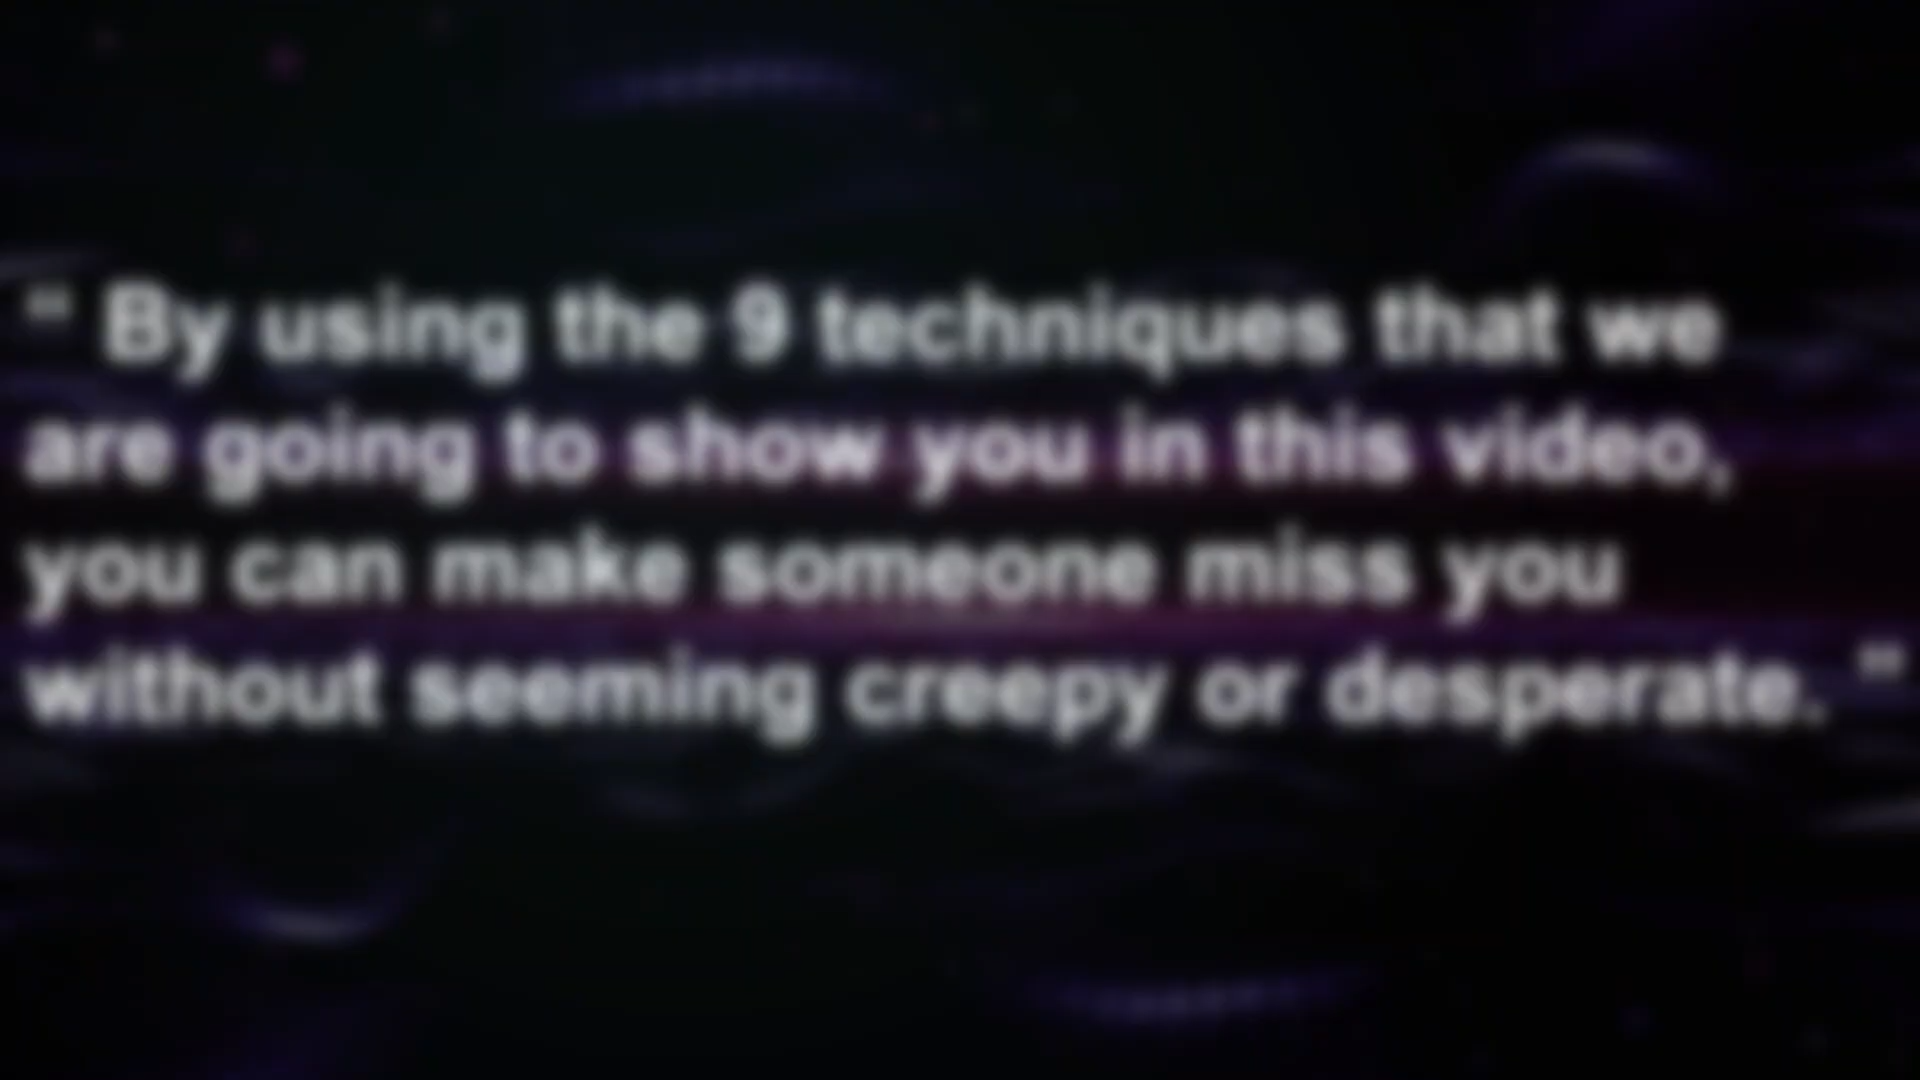 “ By using the 9 techniques that we
are going to show you in this video,
you can make someone miss you
without seeming creepy or desperate. ”